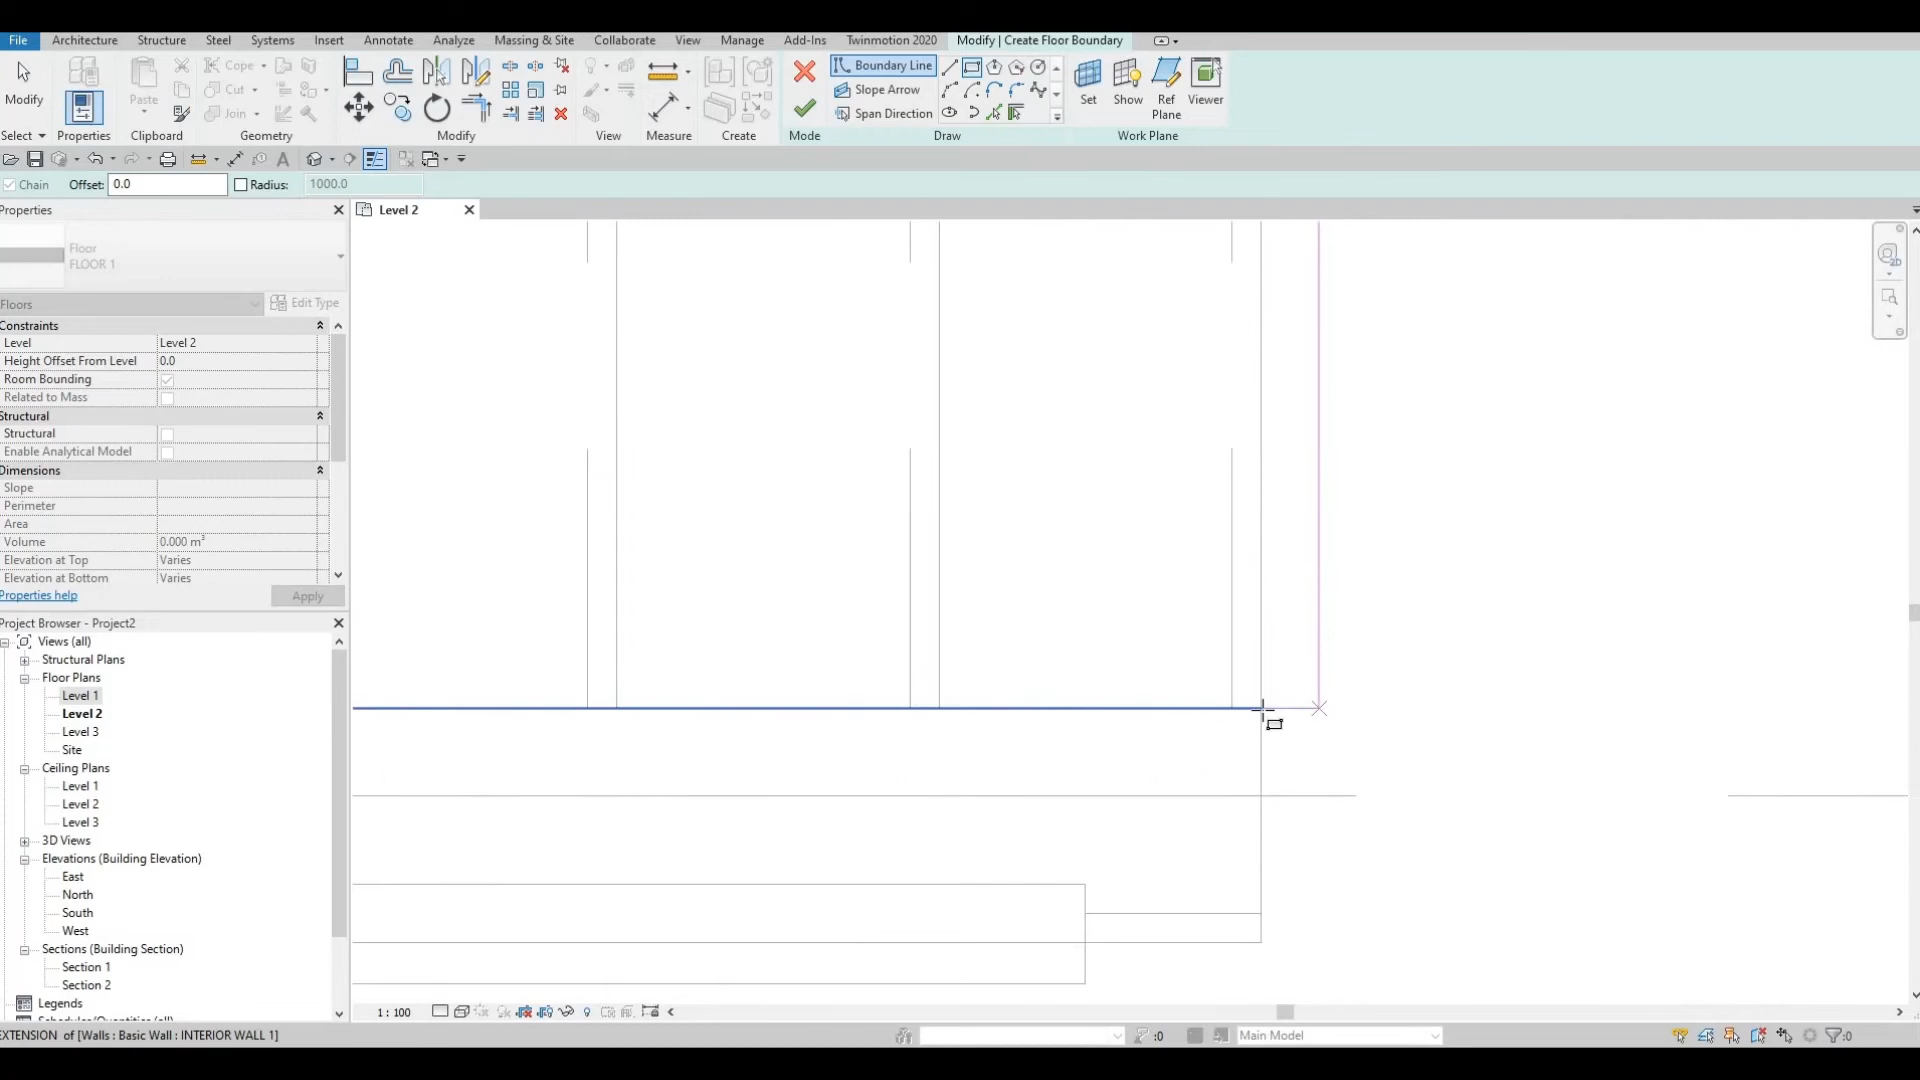 File Architecture Structure Steel Systems Insert Annotate Analyze Massing & Site Collaborate View Manage Add-Ins Twinmotion 2020 Modify | Create Floor Boundary
Modify Paste Cope Cut Join Boundary Line Slope Arrow Span Direction Set Show Ref Plane Viewer
Select Properties Clipboard Geometry Modify View Measure Create Mode Draw Work Plane
Chain Offset: 0.0 Radius: 1000.0
Properties
Level 2
Floor
FLOOR 1
Floors Edit Type
Constraints
Level Level 2
Height Offset From Level 0.0
Room Bounding
Related to Mass
Structural
Structural
Enable Analytical Model
Dimensions
Slope
Perimeter
Area
Volume 0.000 m³
Elevation at Top Varies
Elevation at Bottom Varies
Properties help Apply
Project Browser - Project2
Views (all)
Structural Plans
Floor Plans
Level 1
Level 2
Level 3
Site
Ceiling Plans
Level 1
Level 2
Level 3
3D Views
Elevations (Building Elevation)
East
North
South
West
Sections (Building Section)
Section 1
Section 2
Legends
Schedules/Quantities (all)
2D
1 : 100
EXTENSION of [Walls : Basic Wall : INTERIOR WALL 1] :0 Main Model :0